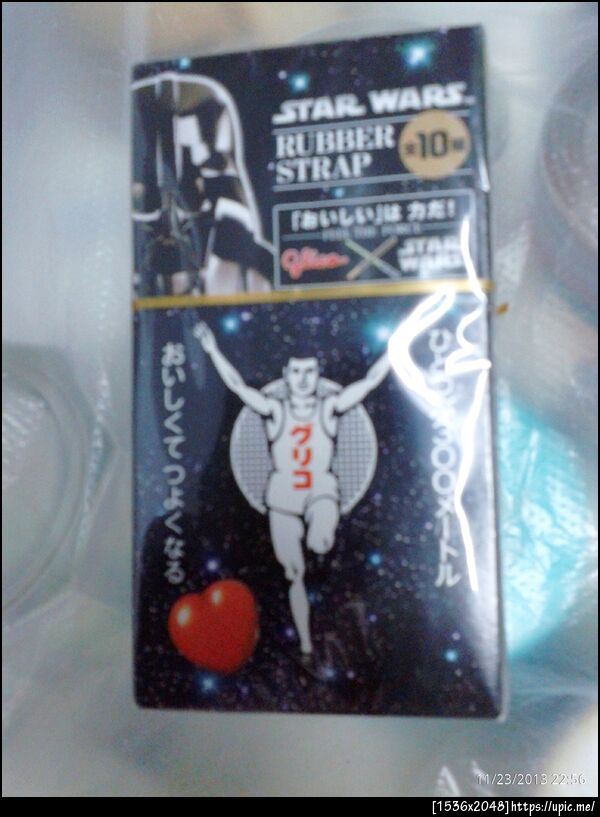 STAR WARS
RUBBER
STRAP
全10種
「おいしい」は力だ!
FEEL THE FORCE
Glico
STAR
WARS
おいしくてつよくなる
グリコ
300メートル
11/23/2013 22:56
[1536x2048]https://upic.me/